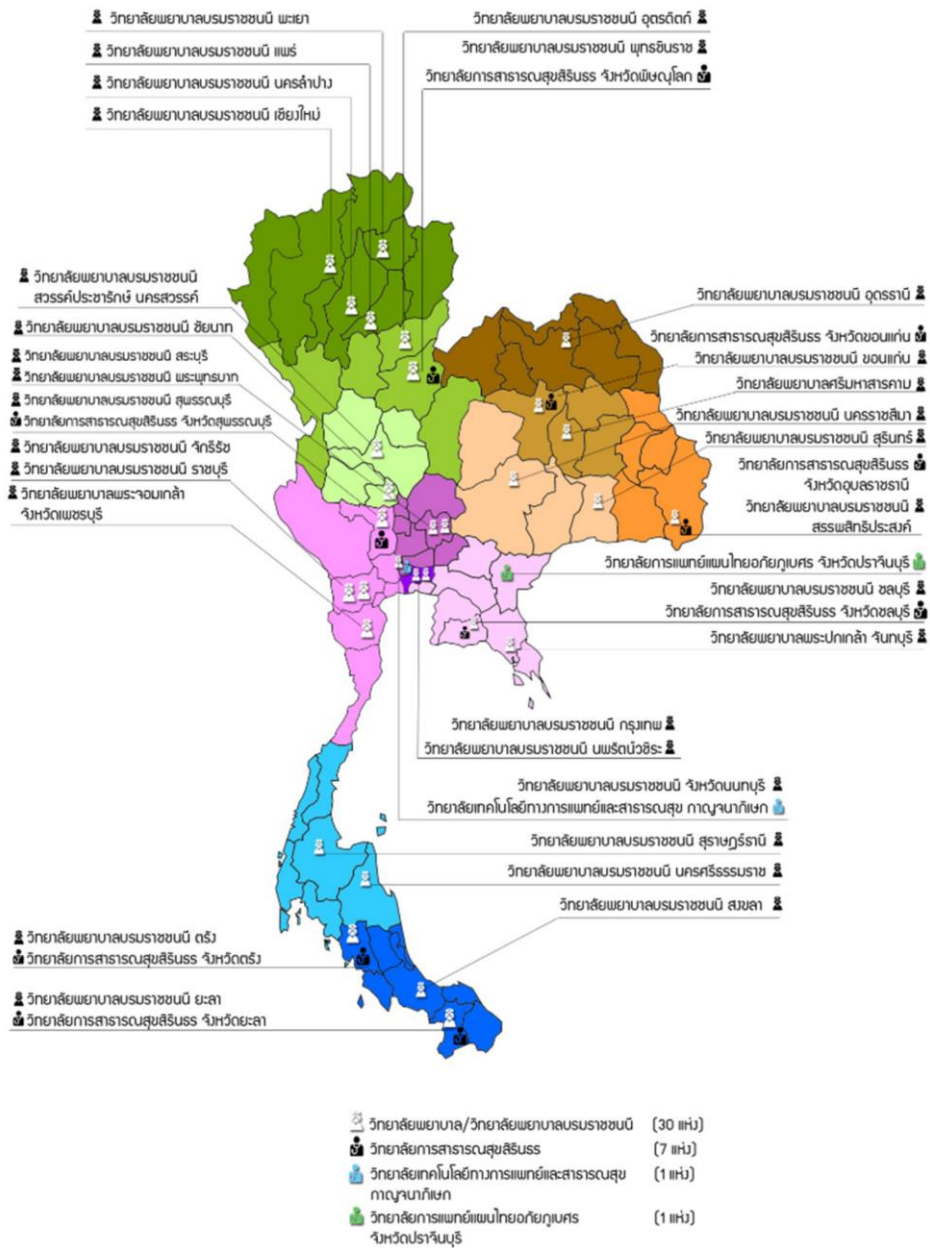 วิทยาลัยพยาบาลบรมราชชนนี พะเยา
วิทยาลัยพยาบาลบรมราชชนนี แพร่
วิทยาลัยพยาบาลบรมราชชนนี นครลำปาง
วิทยาลัยพยาบาลบรมราชชนนี เชียงใหม่
วิทยาลัยพยาบาลบรมราชชนนี อุตรดิตถ์
วิทยาลัยพยาบาลบรมราชชนนี พุทธชินราช
วิทยาลัยการสาธารณสุขสิรินธร จังหวัดพิษณุโลก
วิทยาลัยพยาบาลบรมราชชนนี
สวรรค์ประชารักษ์ นครสวรรค์
วิทยาลัยพยาบาลบรมราชชนนี ชัยนาท
วิทยาลัยพยาบาลบรมราชชนนี สระบุรี
วิทยาลัยพยาบาลบรมราชชนนี พระพุทธบาท
วิทยาลัยพยาบาลบรมราชชนนี สุพรรณบุรี
วิทยาลัยการสาธารณสุขสิรินธร จังหวัดสุพรรณบุรี
วิทยาลัยพยาบาลบรมราชชนนี จักรีรัช
วิทยาลัยพยาบาลบรมราชชนนี ราชบุรี
วิทยาลัยพยาบาลพระจอมเกล้า
จังหวัดเพชรบุรี
วิทยาลัยพยาบาลบรมราชชนนี อุดรธานี
วิทยาลัยการสาธารณสุขสิรินธร จังหวัดขอนแก่น
วิทยาลัยพยาบาลบรมราชชนนี ขอนแก่น
วิทยาลัยพยาบาลศรีมหาสารคาม
วิทยาลัยพยาบาลบรมราชชนนี นครราชสีมา
วิทยาลัยพยาบาลบรมราชชนนี สุรินทร์
วิทยาลัยการสาธารณสุขสิรินธร
จังหวัดอุบลราชธานี
วิทยาลัยพยาบาลบรมราชชนนี
สรรพสิทธิประสงค์
วิทยาลัยการแพทย์แผนไทยอภัยภูเบศร จังหวัดปราจีนบุรี
วิทยาลัยพยาบาลบรมราชชนนี ชลบุรี
วิทยาลัยการสาธารณสุขสิรินธร จังหวัดชลบุรี
วิทยาลัยพยาบาลพระปกเกล้า จันทบุรี
วิทยาลัยพยาบาลบรมราชชนนี กรุงเทพ
วิทยาลัยพยาบาลบรมราชชนนี นพรัตน์วชิระ
วิทยาลัยพยาบาลบรมราชชนนี จังหวัดนนทบุรี
วิทยาลัยเทคโนโลยีทางการแพทย์และสาธารณสุข กาญจนาภิเษก
วิทยาลัยพยาบาลบรมราชชนนี สุราษฎร์ธานี
วิทยาลัยพยาบาลบรมราชชนนี นครศรีธรรมราช
วิทยาลัยพยาบาลบรมราชชนนี สงขลา
วิทยาลัยพยาบาลบรมราชชนนี ตรัง
วิทยาลัยการสาธารณสุขสิรินธร จังหวัดตรัง
วิทยาลัยพยาบาลบรมราชชนนี ยะลา
วิทยาลัยการสาธารณสุขสิรินธร จังหวัดยะลา
วิทยาลัยพยาบาล/วิทยาลัยพยาบาลบรมราชชนนี (30 แห่ง)
วิทยาลัยการสาธารณสุขสิรินธร (7 แห่ง)
วิทยาลัยเทคโนโลยีทางการแพทย์และสาธารณสุข (1 แห่ง)
กาญจนาภิเษก
วิทยาลัยการแพทย์แผนไทยอภัยภูเบศร (1 แห่ง)
จังหวัดปราจีนบุรี